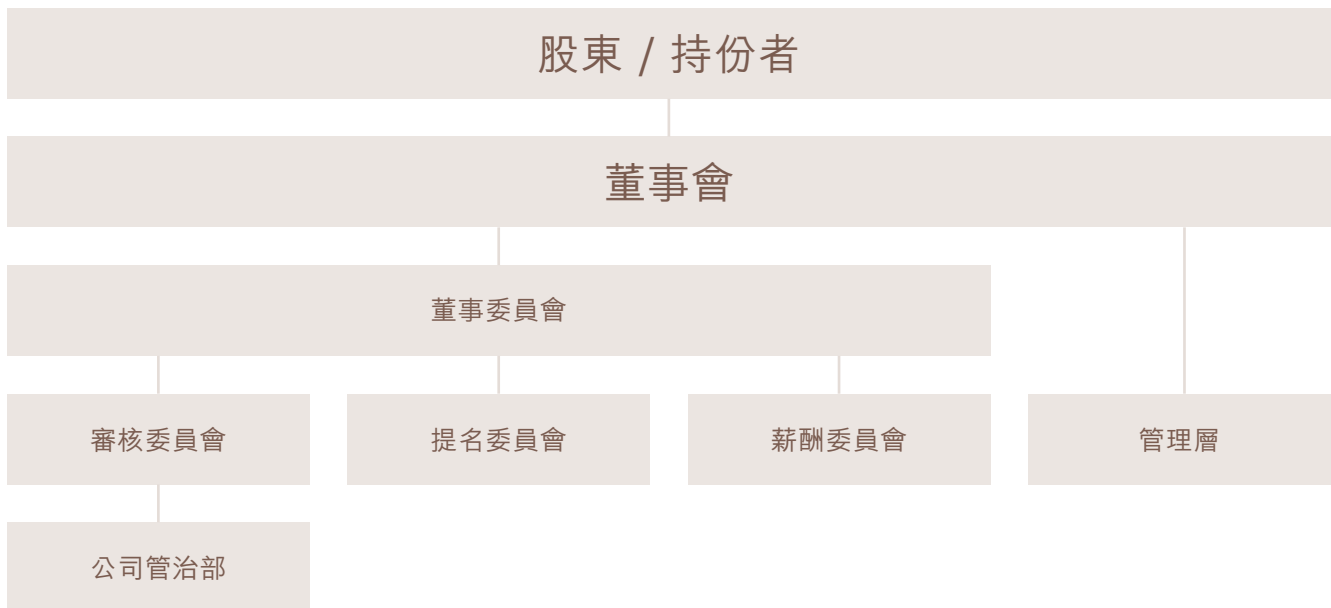 股東 / 持份者
董事會
董事委員會
審核委員會
提名委員會
薪酬委員會
管理層
公司管治部